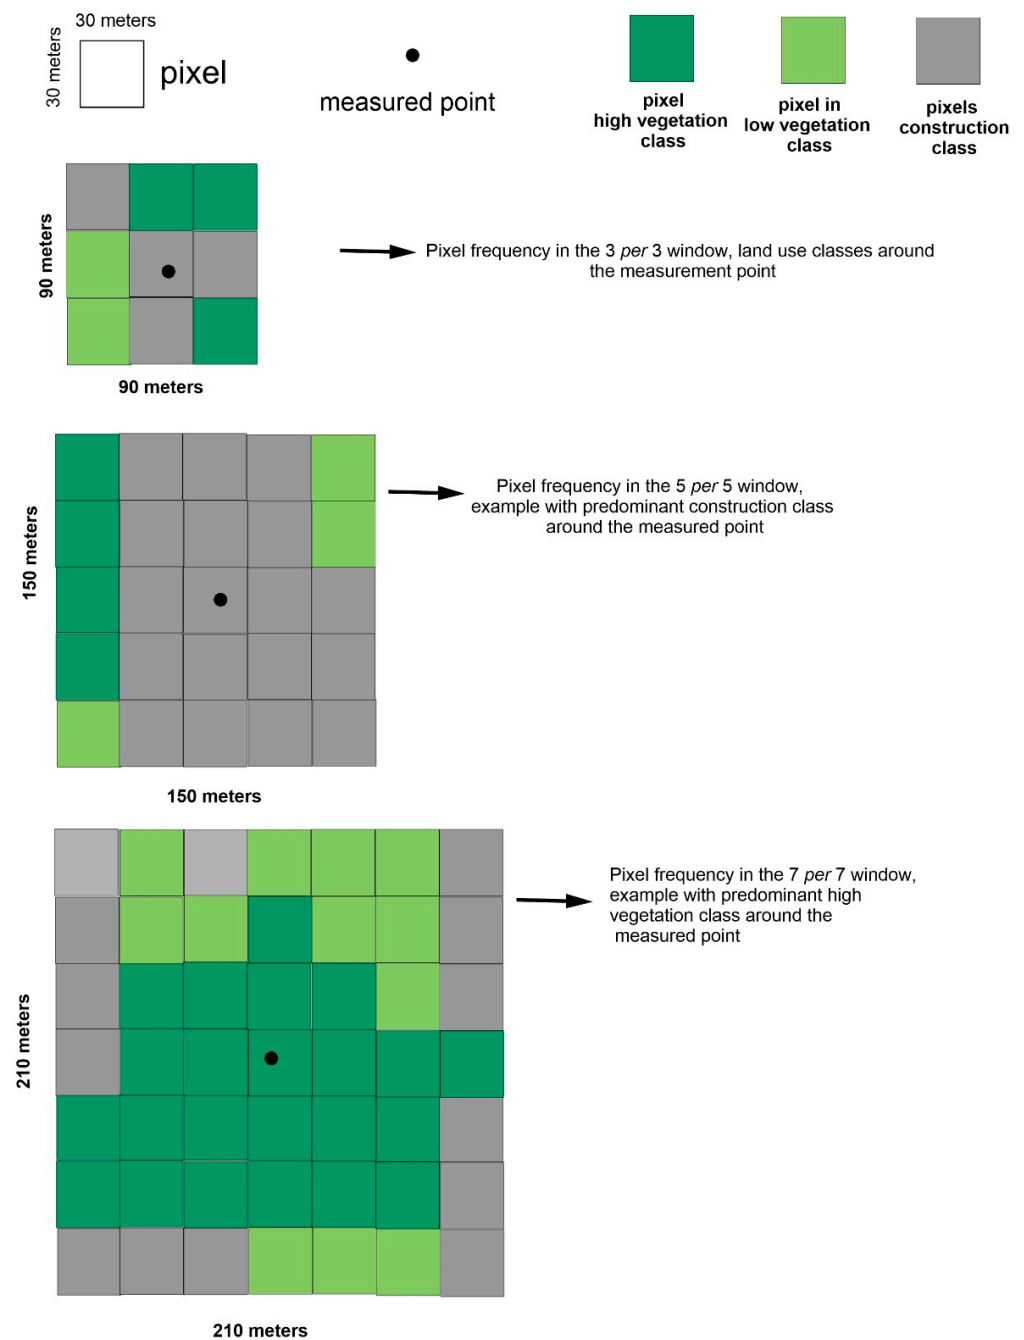 30 meters
30 meters
pixel
measured point
pixel
high vegetation
class
pixel in
low vegetation
class
pixels
construction
class
90 meters
Pixel frequency in the 3 per 3 window, land use classes around
the measurement point
90 meters
150 meters
Pixel frequency in the 5 per 5 window,
example with predominant construction class
around the measured point
150 meters
Pixel frequency in the 7 per 7 window,
example with predominant high
vegetation class around the
measured point
210 meters
210 meters